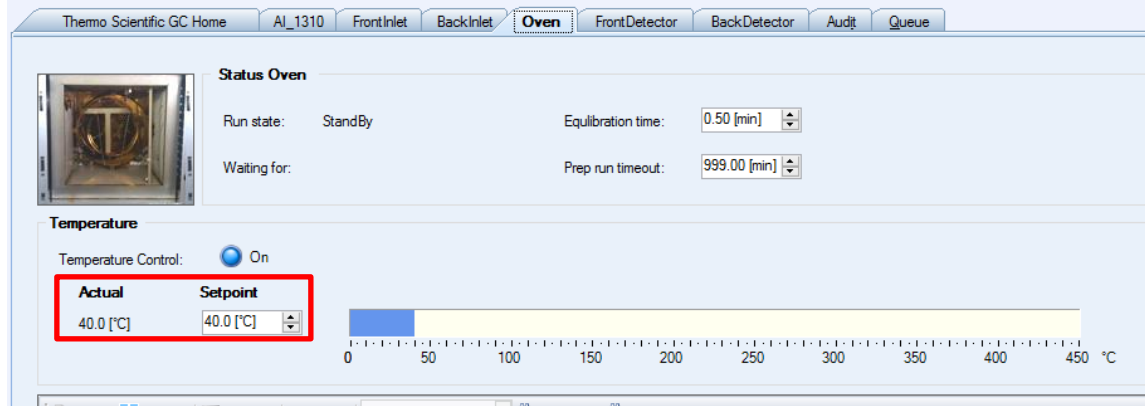 Thermo Scientific GC Home AI_1310 FrontInlet BackInlet Oven FrontDetector BackDetector Audit Queue
Status Oven
Run state: StandBy Equlibration time: 0.50 [min]
Waiting for: Prep run timeout: 999.00 [min]
Temperature
Temperature Control: On
Actual Setpoint
40.0 [°C] 40.0 [°C]
0 50 100 150 200 250 300 350 400 450 °C